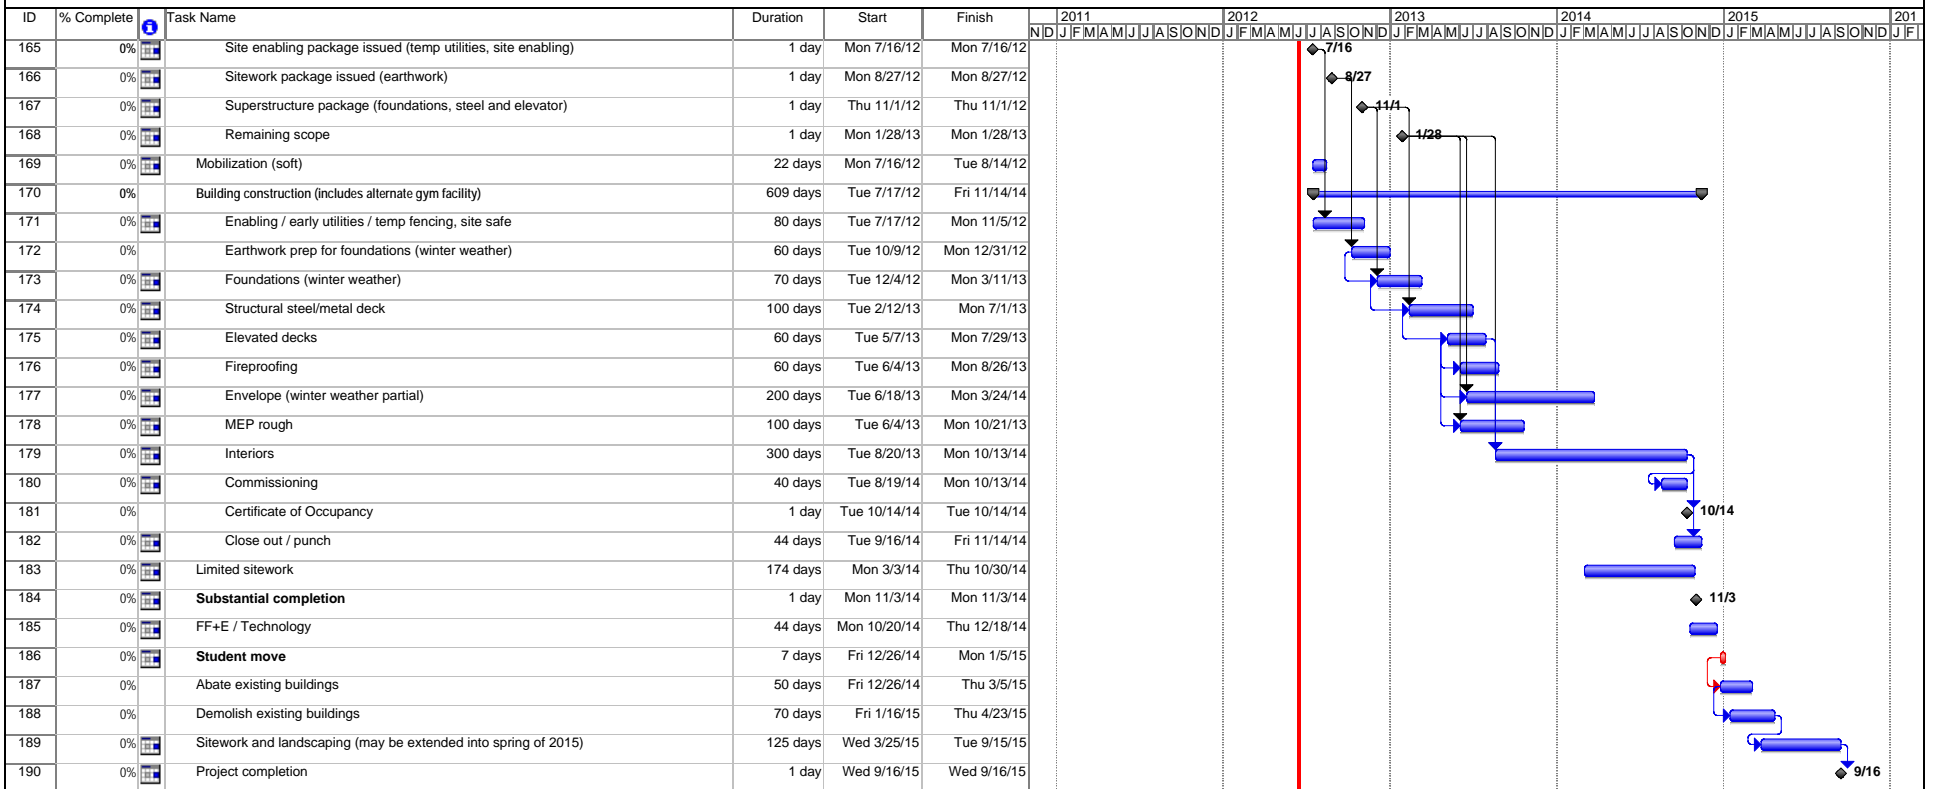 ID % Complete Task Name Duration Start Finish 2011 2012 2013 2014 2015 201
N D J F M A M J J A S O N D J F M A M J J A S O N D J F M A M J J A S O N D J F M A M J J A S O N D J F M A M J J A S O N D J F
165 0% Site enabling package issued (temp utilities, site enabling) 1 day Mon 7/16/12 Mon 7/16/12 7/16
166 0% Sitework package issued (earthwork) 1 day Mon 8/27/12 Mon 8/27/12 8/27
167 0% Superstructure package (foundations, steel and elevator) 1 day Thu 11/1/12 Thu 11/1/12 11/1
168 0% Remaining scope 1 day Mon 1/28/13 Mon 1/28/13 1/28
169 0% Mobilization (soft) 22 days Mon 7/16/12 Tue 8/14/12
170 0% Building construction (includes alternate gym facility) 609 days Tue 7/17/12 Fri 11/14/14
171 0% Enabling / early utilities / temp fencing, site safe 80 days Tue 7/17/12 Mon 11/5/12
172 0% Earthwork prep for foundations (winter weather) 60 days Tue 10/9/12 Mon 12/31/12
173 0% Foundations (winter weather) 70 days Tue 12/4/12 Mon 3/11/13
174 0% Structural steel/metal deck 100 days Tue 2/12/13 Mon 7/1/13
175 0% Elevated decks 60 days Tue 5/7/13 Mon 7/29/13
176 0% Fireproofing 60 days Tue 6/4/13 Mon 8/26/13
177 0% Envelope (winter weather partial) 200 days Tue 6/18/13 Mon 3/24/14
178 0% MEP rough 100 days Tue 6/4/13 Mon 10/21/13
179 0% Interiors 300 days Tue 8/20/13 Mon 10/13/14
180 0% Commissioning 40 days Tue 8/19/14 Mon 10/13/14
181 0% Certificate of Occupancy 1 day Tue 10/14/14 Tue 10/14/14 10/14
182 0% Close out / punch 44 days Tue 9/16/14 Fri 11/14/14
183 0% Limited sitework 174 days Mon 3/3/14 Thu 10/30/14
184 0% Substantial completion 1 day Mon 11/3/14 Mon 11/3/14 11/3
185 0% FF+E / Technology 44 days Mon 10/20/14 Thu 12/18/14
186 0% Student move 7 days Fri 12/26/14 Mon 1/5/15
187 0% Abate existing buildings 50 days Fri 12/26/14 Thu 3/5/15
188 0% Demolish existing buildings 70 days Fri 1/16/15 Thu 4/23/15
189 0% Sitework and landscaping (may be extended into spring of 2015) 125 days Wed 3/25/15 Tue 9/15/15
190 0% Project completion 1 day Wed 9/16/15 Wed 9/16/15 9/16